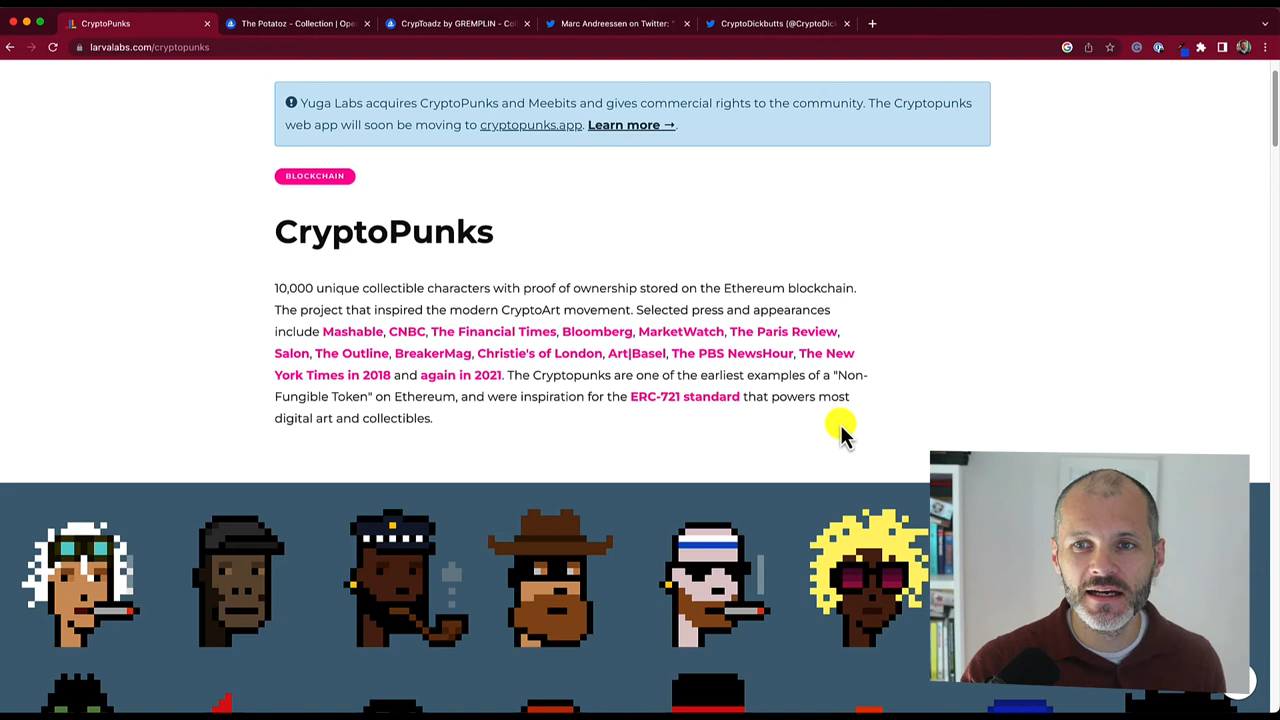 CryptoPunks
The Potatoz - Collection | Ope
CrypToadz by GREMPLIN - Col
Marc Andreessen on Twitter: "
CryptoDickbutts (@CryptoDic
larvalabs.com/cryptopunks
Yuga Labs acquires CryptoPunks and Meebits and gives commercial rights to the community. The Cryptopunks
web app will soon be moving to cryptopunks.app. Learn more →.
BLOCKCHAIN
CryptoPunks
10,000 unique collectible characters with proof of ownership stored on the Ethereum blockchain.
The project that inspired the modern CryptoArt movement. Selected press and appearances
include Mashable, CNBC, The Financial Times, Bloomberg, MarketWatch, The Paris Review,
Salon, The Outline, BreakerMag, Christie's of London, Art|Basel, The PBS NewsHour, The New
York Times in 2018 and again in 2021. The Cryptopunks are one of the earliest examples of a "Non-
Fungible Token" on Ethereum, and were inspiration for the ERC-721 standard that powers most
digital art and collectibles.